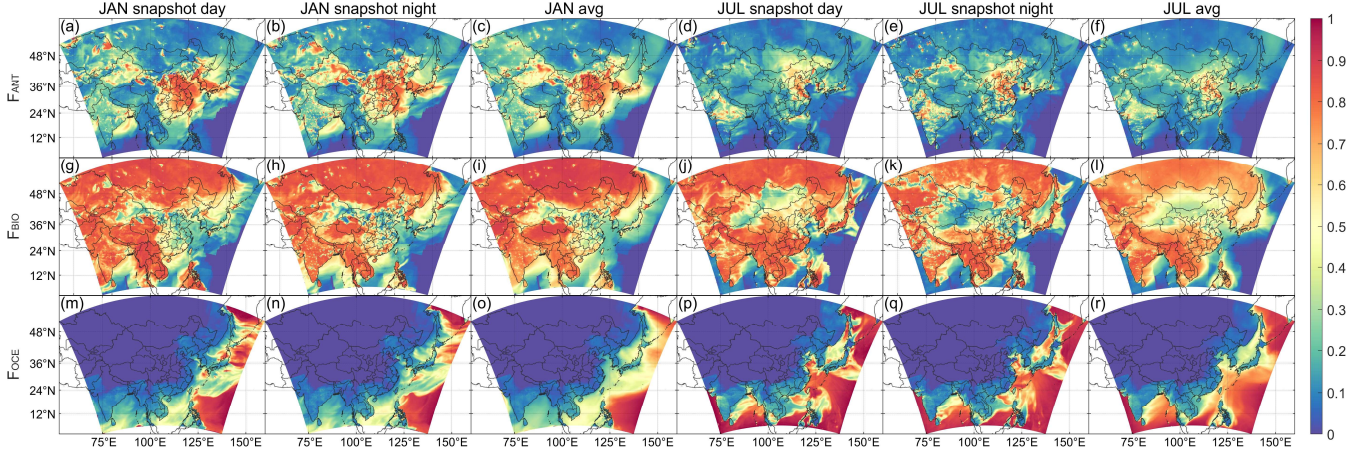 JAN snapshot day JAN snapshot night JAN avg JUL snapshot day JUL snapshot night JUL avg
(a) (b) (c) (d) (e) (f)
F_ANT
48°N
36°N
24°N
12°N
(g) (h) (i) (j) (k) (l)
F_BIO
48°N
36°N
24°N
12°N
(m) (n) (o) (p) (q) (r)
F_OCE
48°N
36°N
24°N
12°N
75°E 100°E 125°E 150°E 75°E 100°E 125°E 150°E 75°E 100°E 125°E 150°E 75°E 100°E 125°E 150°E 75°E 100°E 125°E 150°E 75°E 100°E 125°E 150°E
1
0.9
0.8
0.7
0.6
0.5
0.4
0.3
0.2
0.1
0